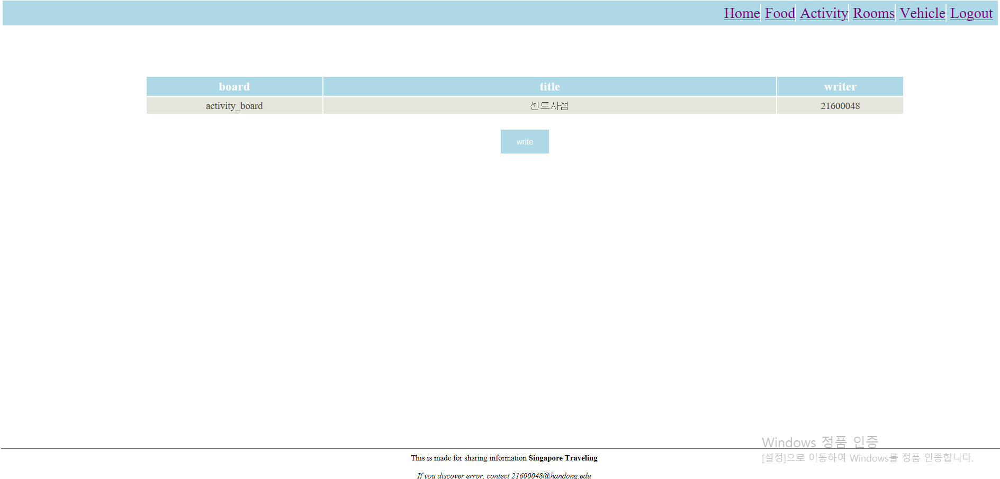 Home Food Activity Rooms Vehicle Logout
board title writer
activity_board 센토사섬 21600048
write
Windows 정품 인증
[설정]으로 이동하여 Windows를 정품 인증합니다.
This is made for sharing information Singapore Traveling
If you discover error, contect 21600048@handong.edu